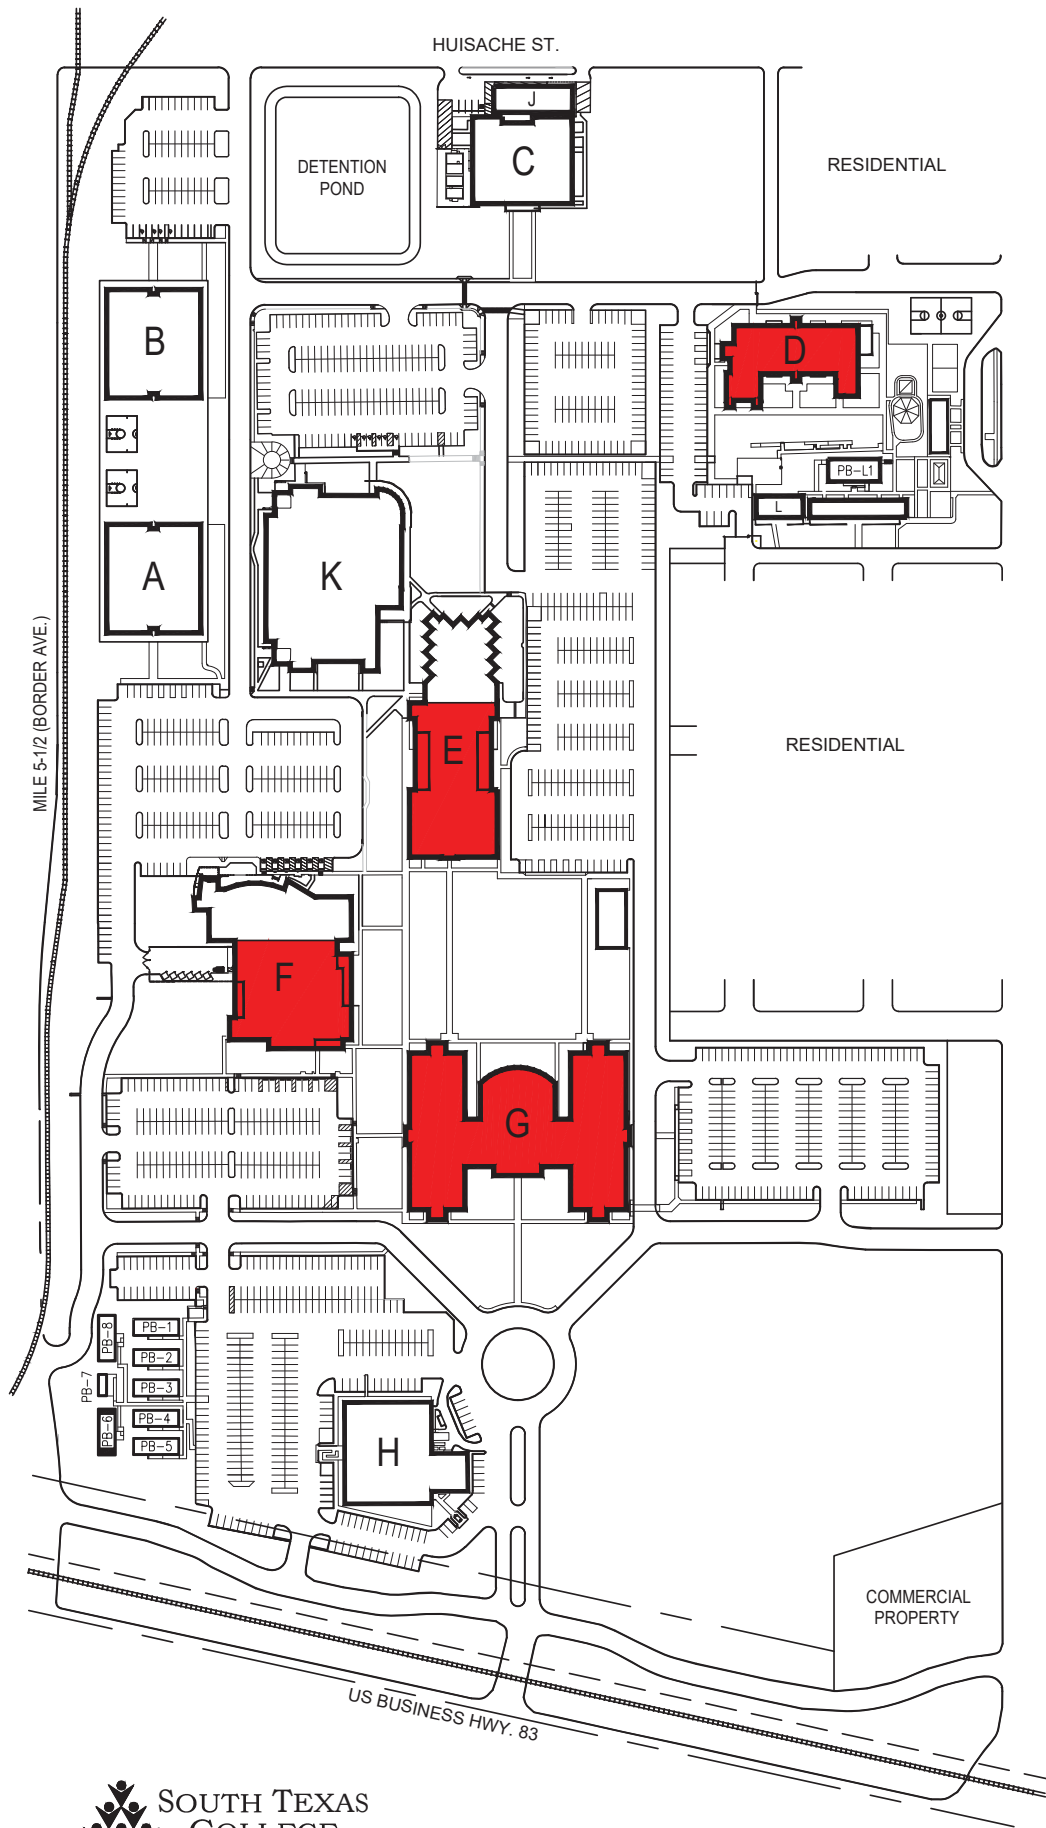 HUISACHE ST.
J
C
DETENTION
POND
RESIDENTIAL
B
D
PB-L1
L
A
K
MILE 5-1/2 (BORDER AVE.)
E
RESIDENTIAL
F
G
PB-8
PB-1
PB-2
PB-7
PB-3
PB-6
PB-4
PB-5
H
COMMERCIAL
PROPERTY
US BUSINESS HWY. 83
SOUTH TEXAS
COLLEGE